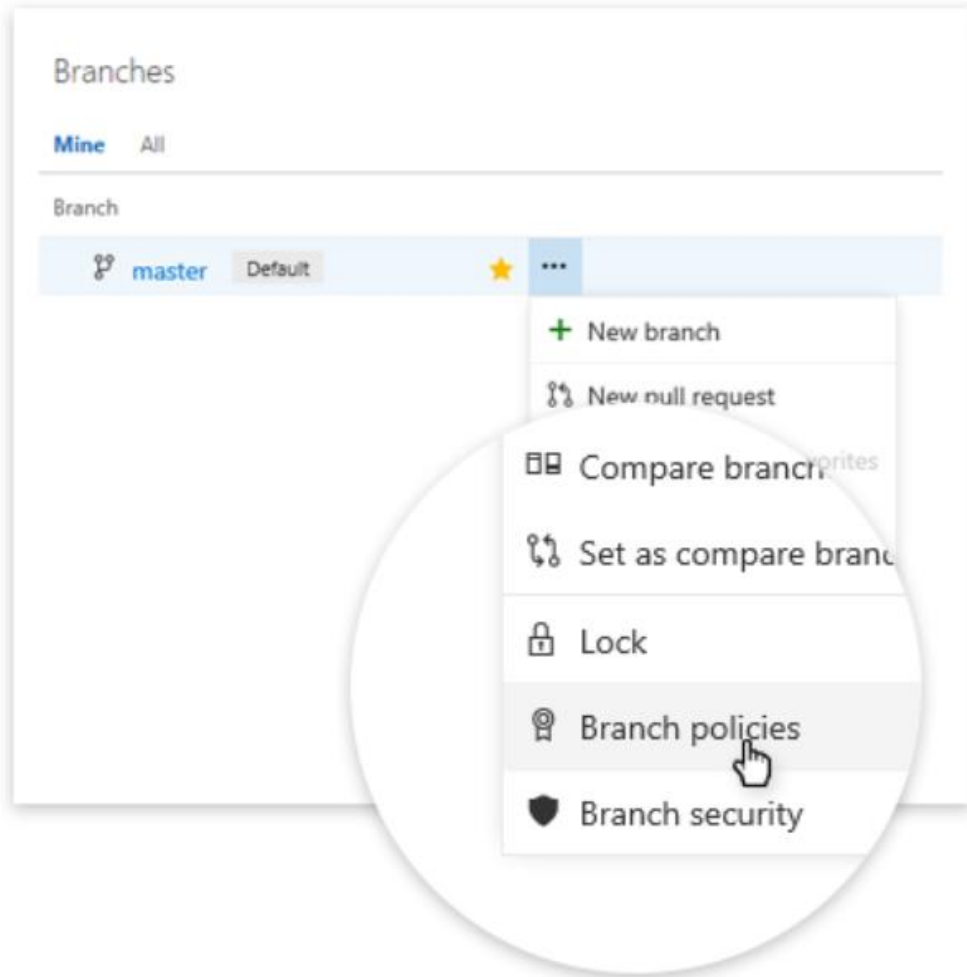 Branches
Mine All
Branch
master Default ...
New branch
New pull request
Compare branch
orites
Set as compare
Lock
Branch policies
Branch security